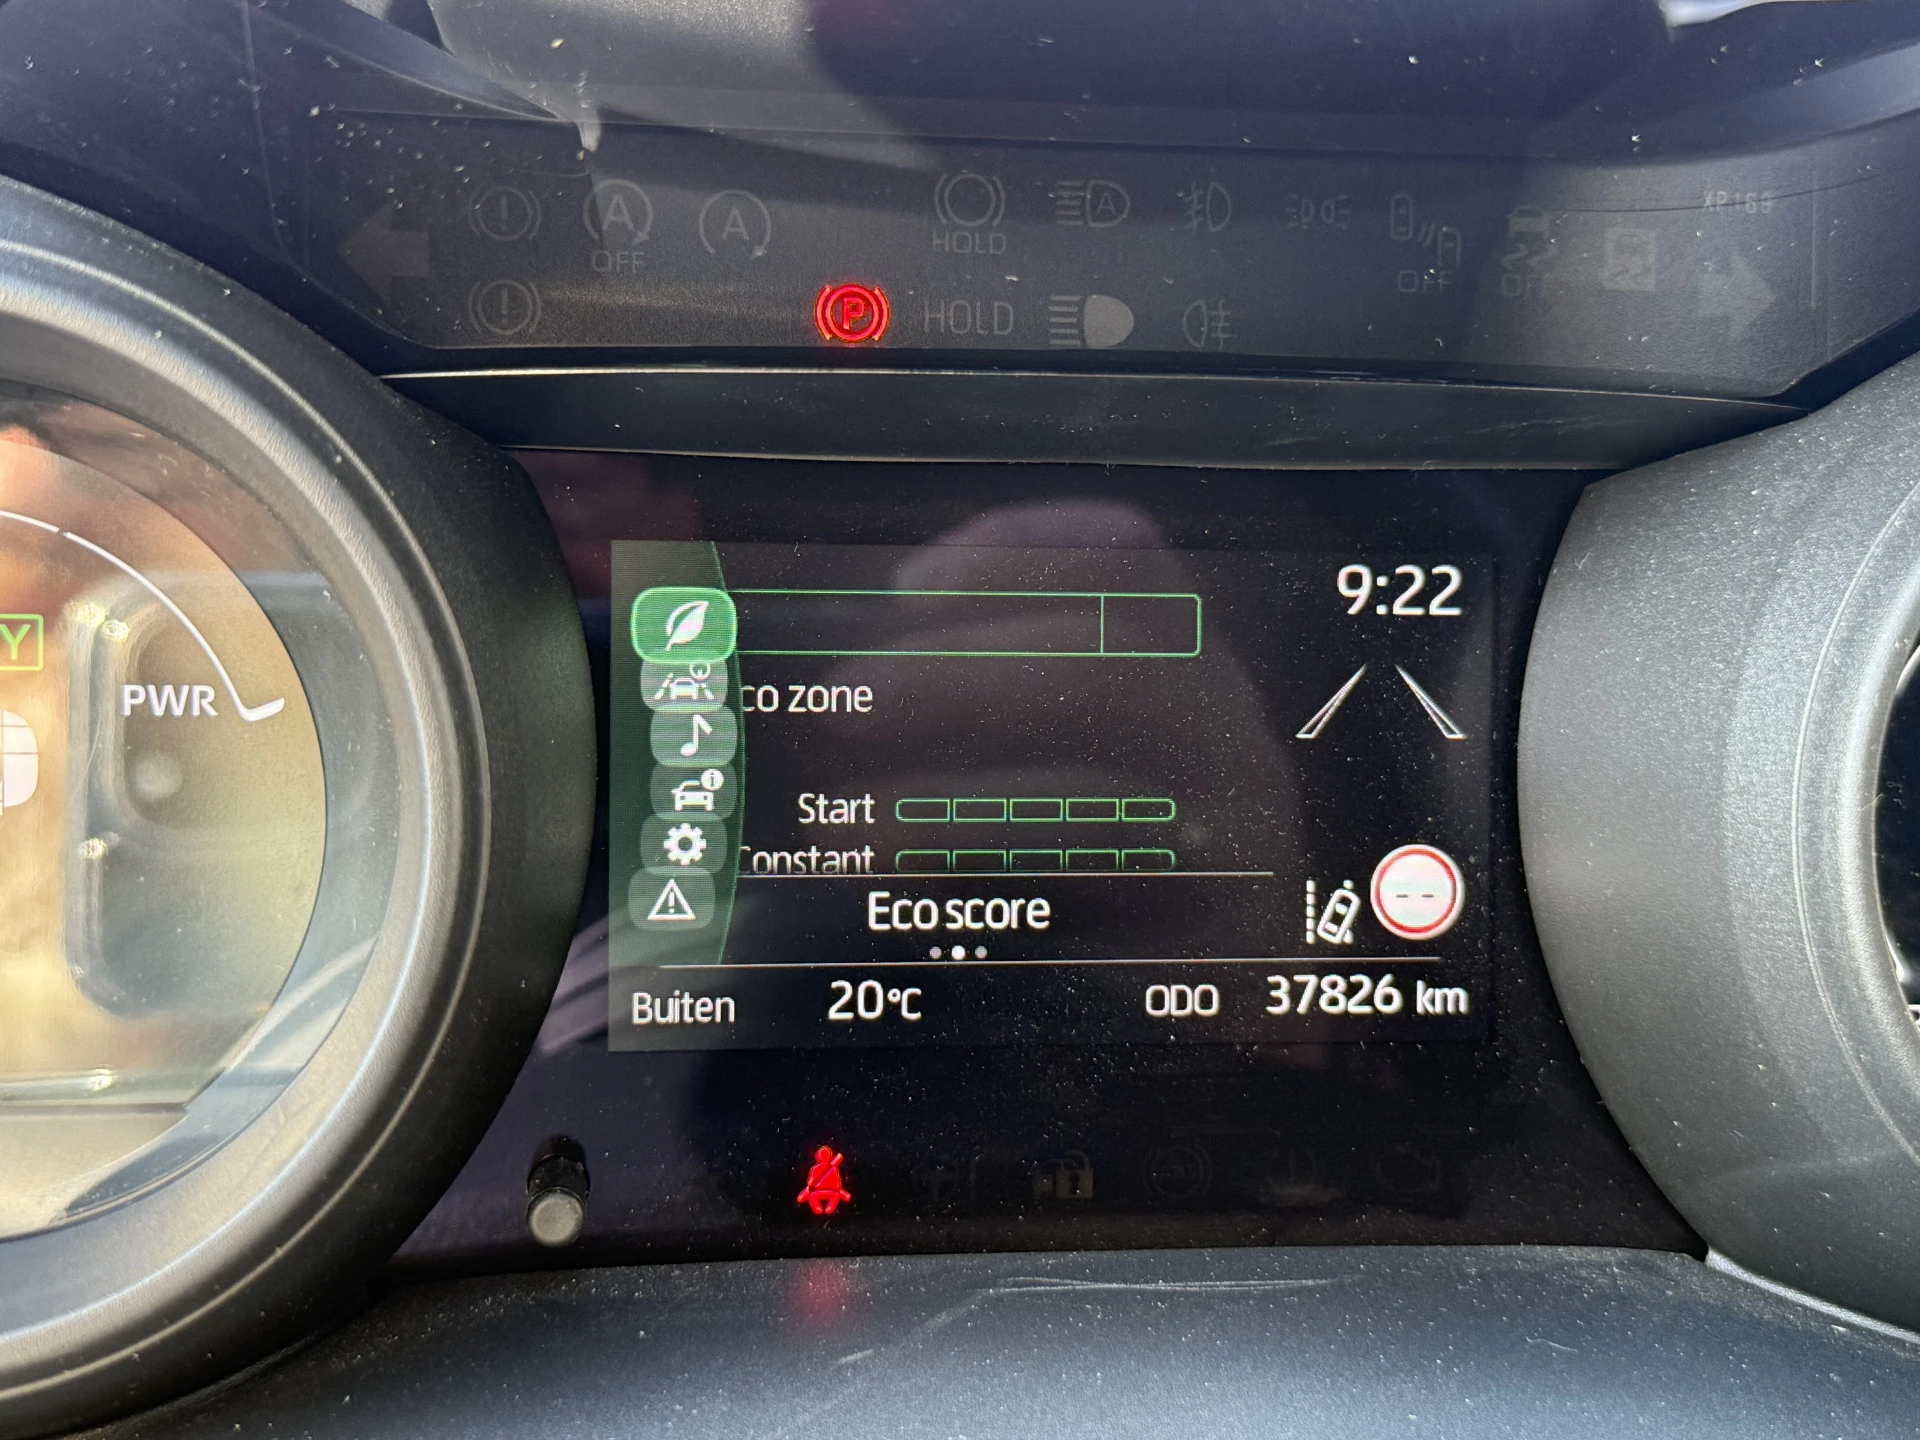 XP169
A
OFF
A
HOLD
A
OFF
OFF
P
HOLD
Y
PWR
9:22
co zone
Start
Constant
Eco score
--
Buiten 20°C ODO 37826 km